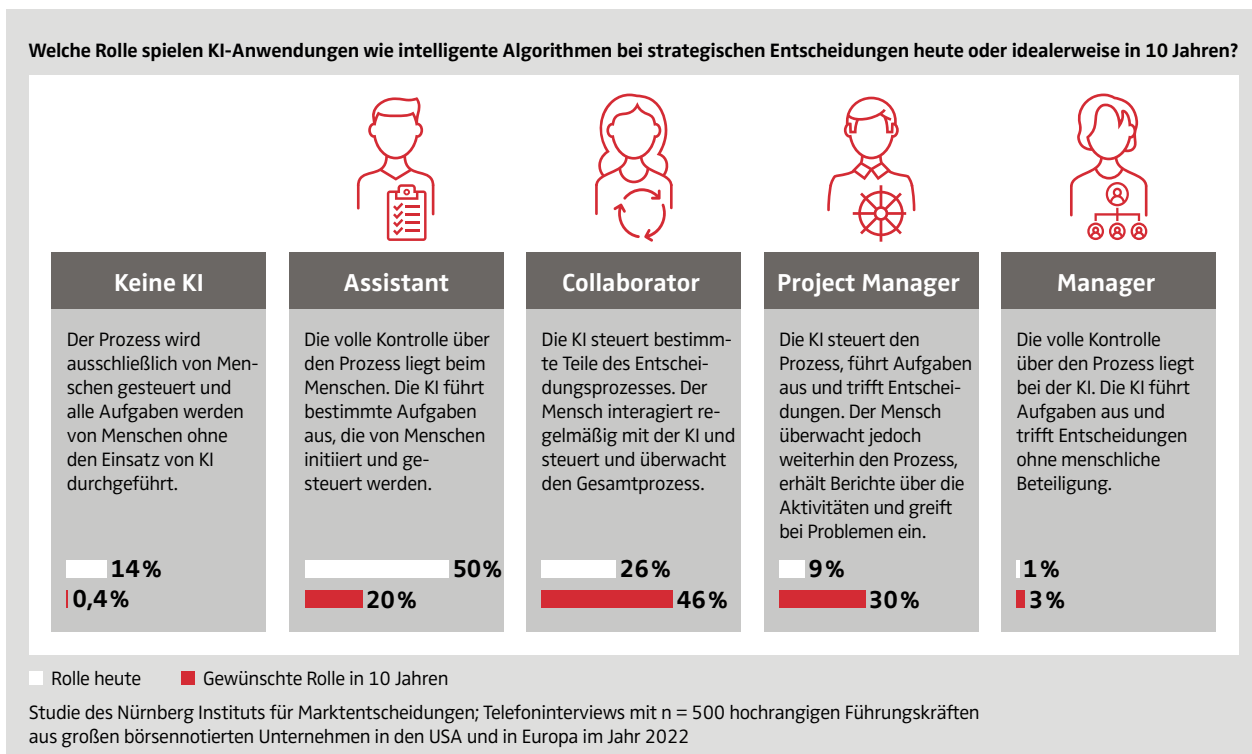 Welche Rolle spielen KI-Anwendungen wie intelligente Algorithmen bei strategischen Entscheidungen heute oder idealerweise in 10 Jahren?
Keine KI
Der Prozess wird
ausschließlich von Men-
schen gesteuert und
alle Aufgaben werden
von Menschen ohne
den Einsatz von KI
durchgeführt.
14%
0,4%
Assistant
Die volle Kontrolle über
den Prozess liegt beim
Menschen. Die KI führt
bestimmte Aufgaben
aus, die von Menschen
initiiert und ge-
steuert werden.
50%
20%
Collaborator
Die KI steuert bestimm-
te Teile des Entschei-
dungsprozesses. Der
Mensch interagiert re-
gelmäßig mit der KI und
steuert und überwacht
den Gesamtprozess.
26%
46%
Project Manager
Die KI steuert den
Prozess, führt Aufgaben
aus und trifft Entschei-
dungen. Der Mensch
überwacht jedoch
weiterhin den Prozess,
erhält Berichte über die
Aktivitäten und greift
bei Problemen ein.
9%
30%
Manager
Die volle Kontrolle
über den Prozess liegt
bei der KI. Die KI führt
Aufgaben aus und
trifft Entscheidungen
ohne menschliche
Beteiligung.
1%
3%
Rolle heute
Gewünschte Rolle in 10 Jahren
Studie des Nürnberg Instituts für Marktentscheidungen; Telefoninterviews mit n = 500 hochrangigen Führungskräften
aus großen börsennotierten Unternehmen in den USA und in Europa im Jahr 2022